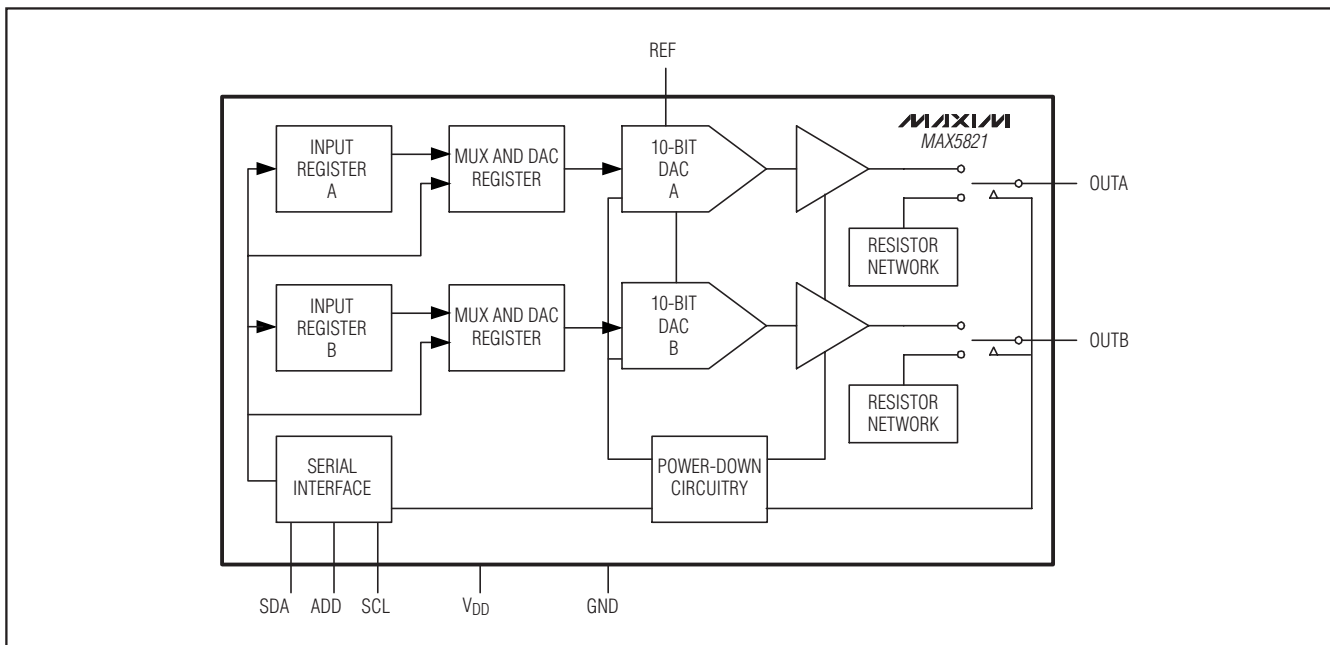 REF
MAXIM
MAX5821
INPUT
REGISTER
A
MUX AND DAC
REGISTER
10-BIT
DAC
A
OUTA
RESISTOR
NETWORK
INPUT
REGISTER
B
MUX AND DAC
REGISTER
10-BIT
DAC
B
OUTB
RESISTOR
NETWORK
SERIAL
INTERFACE
POWER-DOWN
CIRCUITRY
SDA ADD SCL VDD GND